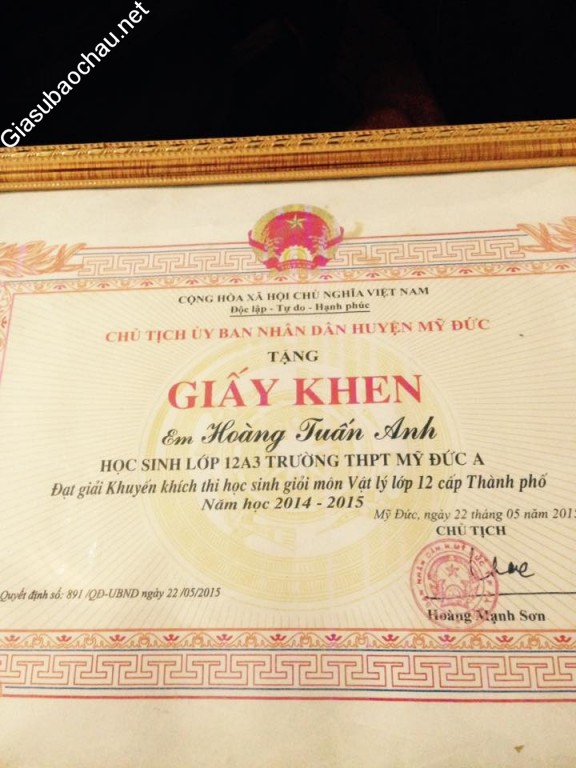 Giasubaochau.net
CỘNG HÒA XÃ HỘI CHỦ NGHĨA VIỆT NAM
Độc lập - Tự do - Hạnh phúc
CHỦ TỊCH ỦY BAN NHÂN DÂN HUYỆN MỸ ĐỨC
TẶNG
GIẤY KHEN
Em Hoàng Tuấn Anh
HỌC SINH LỚP 12A3 TRƯỜNG THPT MỸ ĐỨC A
Đạt giải Khuyến khích thi học sinh giỏi môn Vật lý lớp 12 cấp Thành phố
Năm học 2014 - 2015
Mỹ Đức, ngày 22 tháng 05 năm 2015
CHỦ TỊCH
Quyết định số: 891 /QĐ-UBND ngày 22 /05/2015
Hoàng Mạnh Sơn